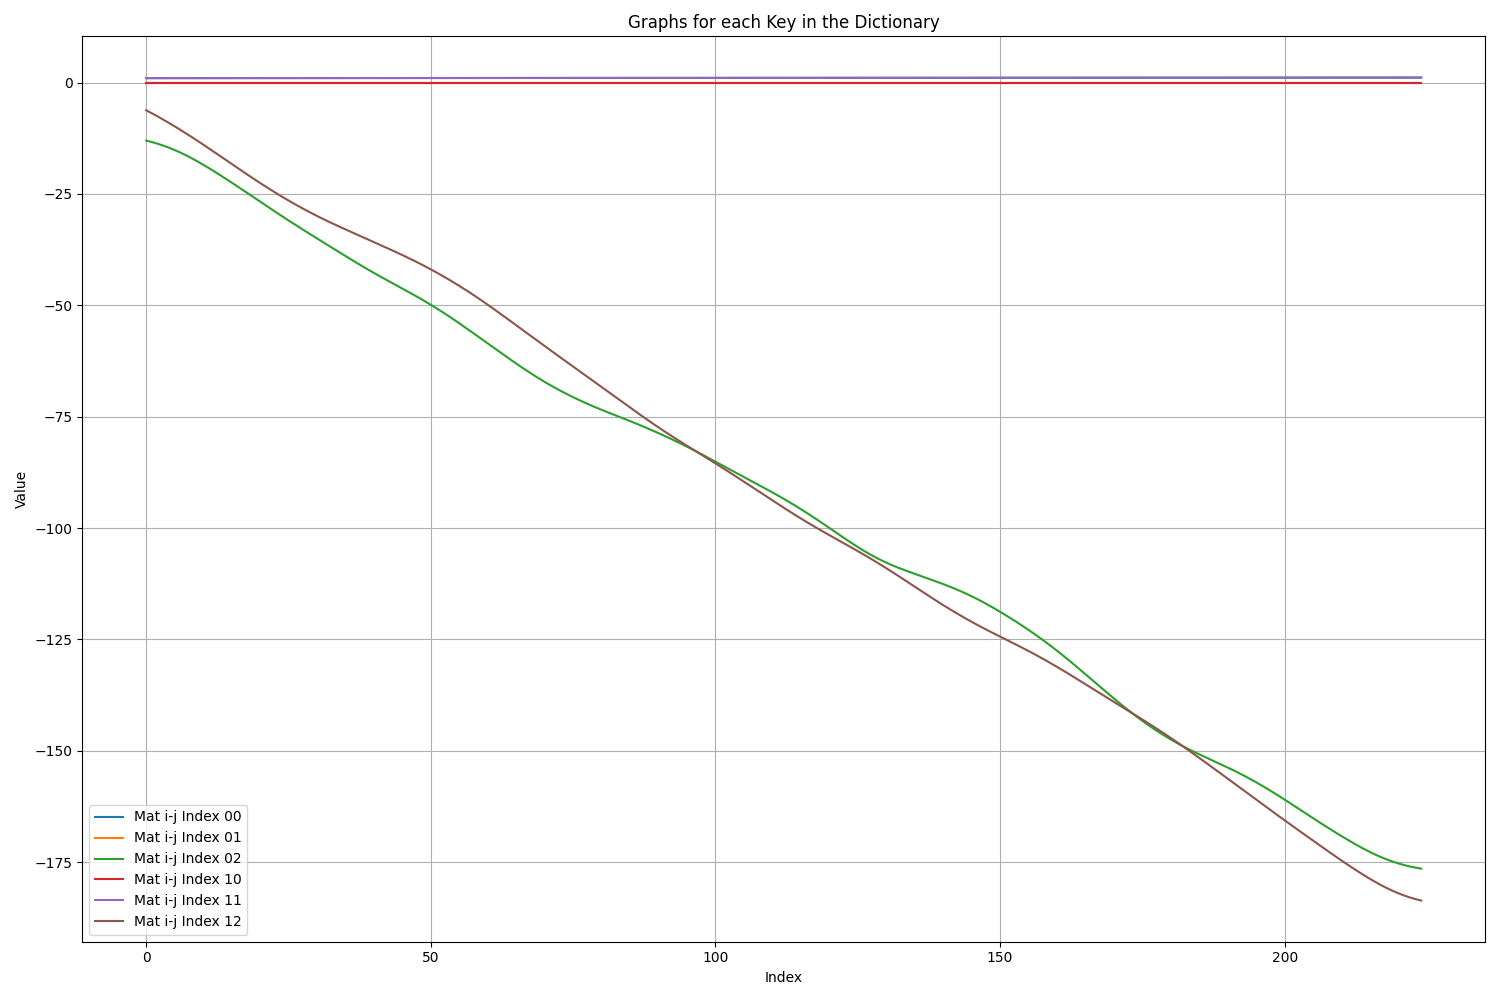 Graphs for each Key in the Dictionary
Value
0
−25
−50
−75
−100
−125
−150
−175
Mat i-j Index 00
Mat i-j Index 01
Mat i-j Index 02
Mat i-j Index 10
Mat i-j Index 11
Mat i-j Index 12
0 50 100 150 200
Index